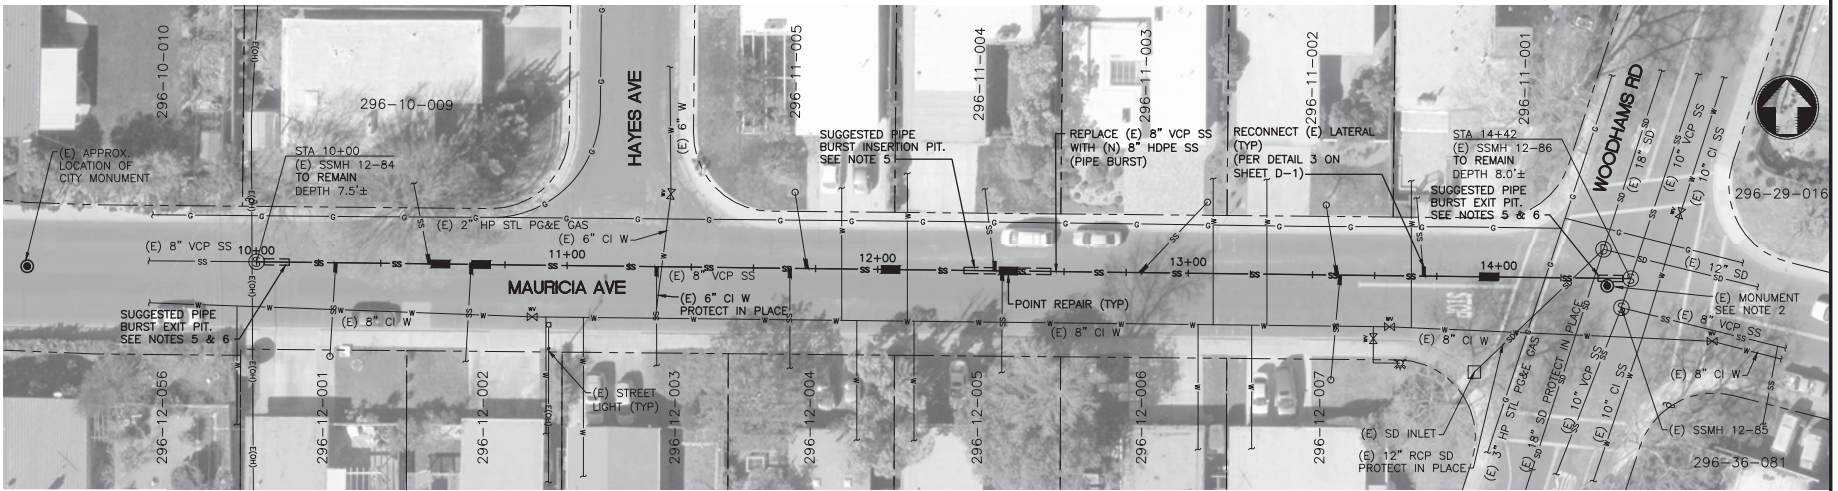 296-10-010
E(OH)
296-10-009
HAYES AVE
(E) 6" W
296-11-005
296-11-004
296-11-003
296-11-002
296-11-001
WOODHAMS RD
(E) 18" SD
(E) 10" VCP SS
(E) 10" CI SS
296-29-016
(E) APPROX.
LOCATION OF
CITY MONUMENT
STA 10+00
(E) SSMH 12-84
TO REMAIN
DEPTH 7.5'±
SUGGESTED PIPE
BURST INSERTION PIT.
SEE NOTE 5
REPLACE (E) 8" VCP SS
WITH (N) 8" HDPE SS
(PIPE BURST)
RECONNECT (E) LATERAL
(TYP)
(PER DETAIL 3 ON
SHEET D-1)
STA 14+42
(E) SSMH 12-86
TO REMAIN
DEPTH 8.0'±
SUGGESTED PIPE
BURST EXIT PIT.
SEE NOTES 5 & 6
(E) 2" HP STL PG&E GAS
(E) 6" CI W
(E) 8" VCP SS
10+00
11+00
12+00
13+00
14+00
(E) 8" VCP SS
MAURICIA AVE
(E) 6" CI W
PROTECT IN PLACE
POINT REPAIR (TYP)
STOP
(E) 12" SD
(E) MONUMENT
SEE NOTE 2
(E) 8" VCP SS
SUGGESTED PIPE
BURST EXIT PIT.
SEE NOTES 5 & 6
(E) 8" CI W
(E) 8" CI W
(E) 8" CI W
(E) 8" CI W
296-12-056
296-12-001
296-12-002
(E) STREET
LIGHT (TYP)
296-12-003
296-12-004
296-12-005
296-12-006
296-12-007
(E) SD INLET
(E) 12" RCP SD
PROTECT IN PLACE
(E) 3" HP STL PG&E GAS
(E) 18" SD PROTECT IN PLACE
(E) 10" VCP SS
(E) 10" CI SS
(E) SSMH 12-85
296-36-081